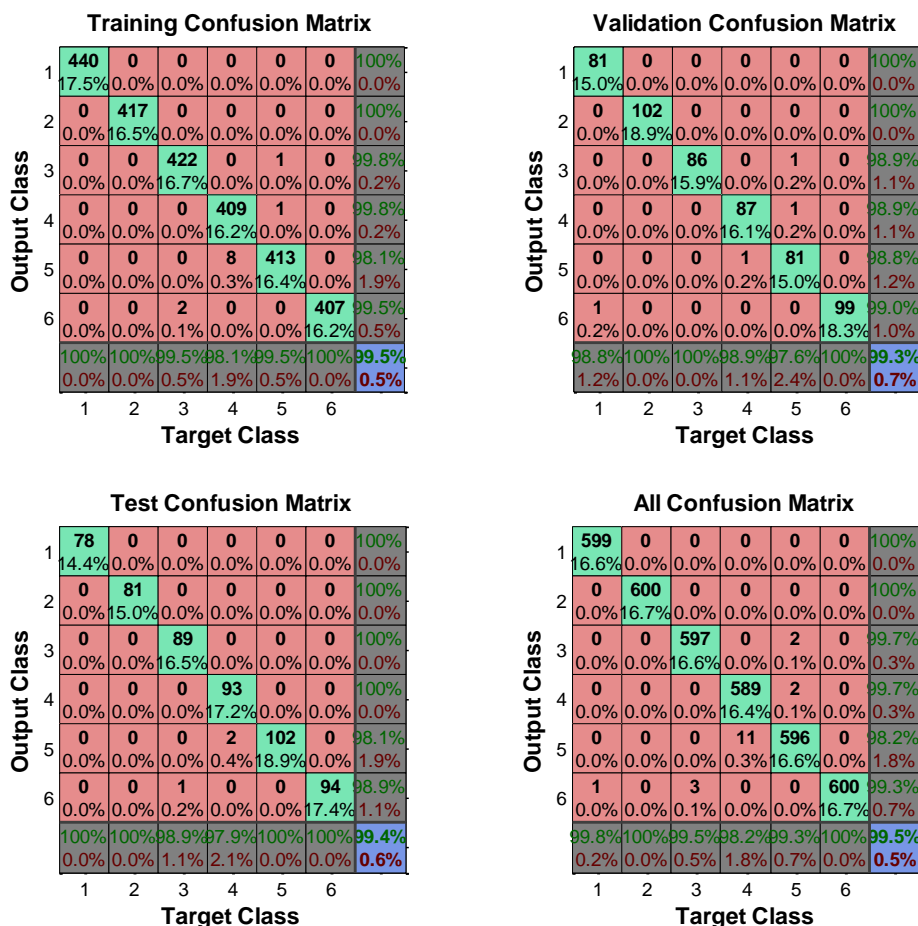 Training Confusion Matrix
440 0 0 0 0 0 100%
1
17.5% 0.0% 0.0% 0.0% 0.0% 0.0% 0.0%
0 417 0 0 0 0 100%
2
0.0% 16.5% 0.0% 0.0% 0.0% 0.0% 0.0%
0 0 422 0 1 0 99.8%
3
0.0% 0.0% 16.7% 0.0% 0.0% 0.0% 0.2%
0 0 0 409 1 0 99.8%
4
0.0% 0.0% 0.0% 16.2% 0.0% 0.0% 0.2%
0 0 0 8 413 0 98.1%
5
0.0% 0.0% 0.0% 0.3% 16.4% 0.0% 1.9%
0 0 2 0 0 407 99.5%
6
0.0% 0.0% 0.1% 0.0% 0.0% 16.2% 0.5%
100% 100% 99.5% 98.1% 99.5% 100% 99.5%
0.0% 0.0% 0.5% 1.9% 0.5% 0.0% 0.5%
1 2 3 4 5 6
Target Class
Output Class
Validation Confusion Matrix
81 0 0 0 0 0 100%
1
15.0% 0.0% 0.0% 0.0% 0.0% 0.0% 0.0%
0 102 0 0 0 0 100%
2
0.0% 18.9% 0.0% 0.0% 0.0% 0.0% 0.0%
0 0 86 0 1 0 98.9%
3
0.0% 0.0% 15.9% 0.0% 0.2% 0.0% 1.1%
0 0 0 87 1 0 98.9%
4
0.0% 0.0% 0.0% 16.1% 0.2% 0.0% 1.1%
0 0 0 1 81 0 98.8%
5
0.0% 0.0% 0.0% 0.2% 15.0% 0.0% 1.2%
1 0 0 0 0 99 99.0%
6
0.2% 0.0% 0.0% 0.0% 0.0% 18.3% 1.0%
98.8% 100% 100% 98.9% 97.6% 100% 99.3%
1.2% 0.0% 0.0% 1.1% 2.4% 0.0% 0.7%
1 2 3 4 5 6
Target Class
Output Class
Test Confusion Matrix
78 0 0 0 0 0 100%
1
14.4% 0.0% 0.0% 0.0% 0.0% 0.0% 0.0%
0 81 0 0 0 0 100%
2
0.0% 15.0% 0.0% 0.0% 0.0% 0.0% 0.0%
0 0 89 0 0 0 100%
3
0.0% 0.0% 16.5% 0.0% 0.0% 0.0% 0.0%
0 0 0 93 0 0 100%
4
0.0% 0.0% 0.0% 17.2% 0.0% 0.0% 0.0%
0 0 0 2 102 0 98.1%
5
0.0% 0.0% 0.0% 0.4% 18.9% 0.0% 1.9%
0 0 1 0 0 94 98.9%
6
0.0% 0.0% 0.2% 0.0% 0.0% 17.4% 1.1%
100% 100% 98.9% 97.9% 100% 100% 99.4%
0.0% 0.0% 1.1% 2.1% 0.0% 0.0% 0.6%
1 2 3 4 5 6
Target Class
Output Class
All Confusion Matrix
599 0 0 0 0 0 100%
1
16.6% 0.0% 0.0% 0.0% 0.0% 0.0% 0.0%
0 600 0 0 0 0 100%
2
0.0% 16.7% 0.0% 0.0% 0.0% 0.0% 0.0%
0 0 597 0 2 0 99.7%
3
0.0% 0.0% 16.6% 0.0% 0.1% 0.0% 0.3%
0 0 0 589 2 0 99.7%
4
0.0% 0.0% 0.0% 16.4% 0.1% 0.0% 0.3%
0 0 0 11 596 0 98.2%
5
0.0% 0.0% 0.0% 0.3% 16.6% 0.0% 1.8%
1 0 3 0 0 600 99.3%
6
0.0% 0.0% 0.1% 0.0% 0.0% 16.7% 0.7%
99.8% 100% 99.5% 98.2% 99.3% 100% 99.5%
0.2% 0.0% 0.5% 1.8% 0.7% 0.0% 0.5%
1 2 3 4 5 6
Target Class
Output Class